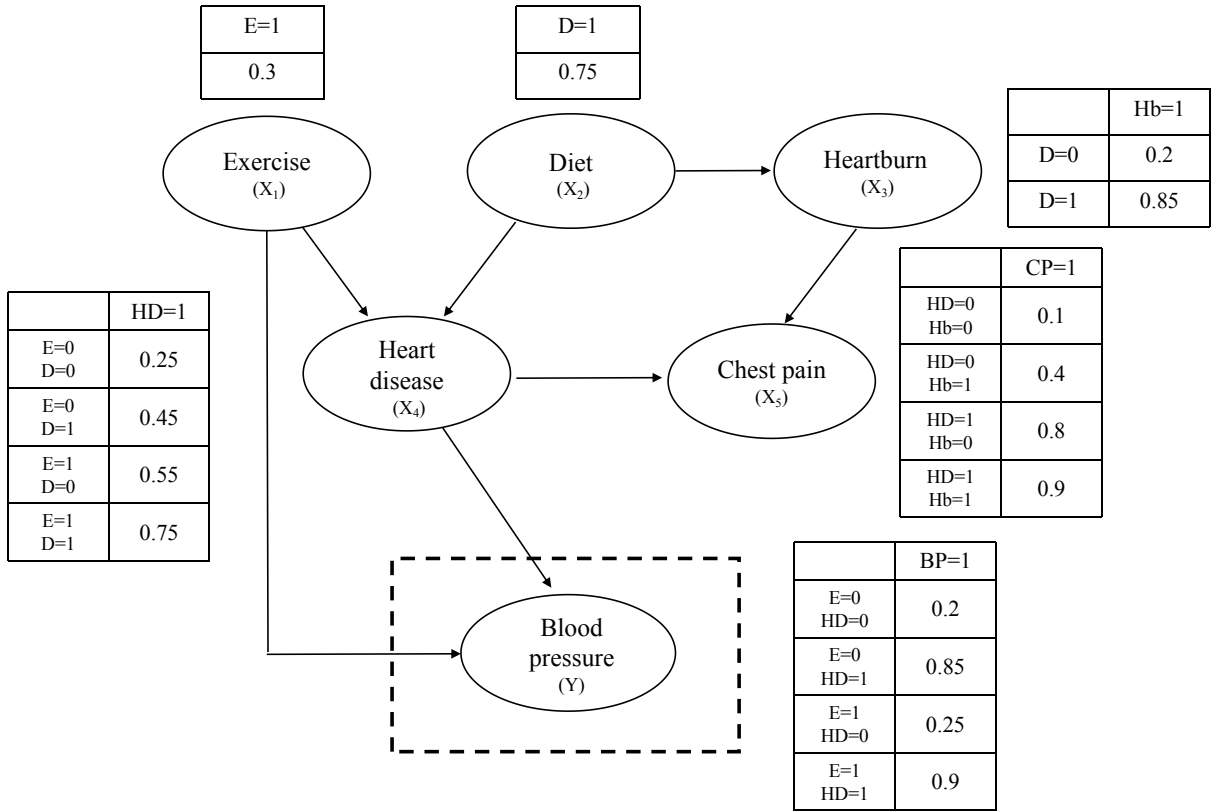 E=1
0.3
D=1
0.75
Exercise
(X₁)
Diet
(X₂)
Heartburn
(X₃)
Hb=1
D=0 0.2
D=1 0.85
HD=1
E=0
D=0
0.25
E=0
D=1
0.45
E=1
D=0
0.55
E=1
D=1
0.75
Heart
disease
(X₄)
Chest pain
(X₅)
CP=1
HD=0
Hb=0
0.1
HD=0
Hb=1
0.4
HD=1
Hb=0
0.8
HD=1
Hb=1
0.9
Blood
pressure
(Y)
BP=1
E=0
HD=0
0.2
E=0
HD=1
0.85
E=1
HD=0
0.25
E=1
HD=1
0.9